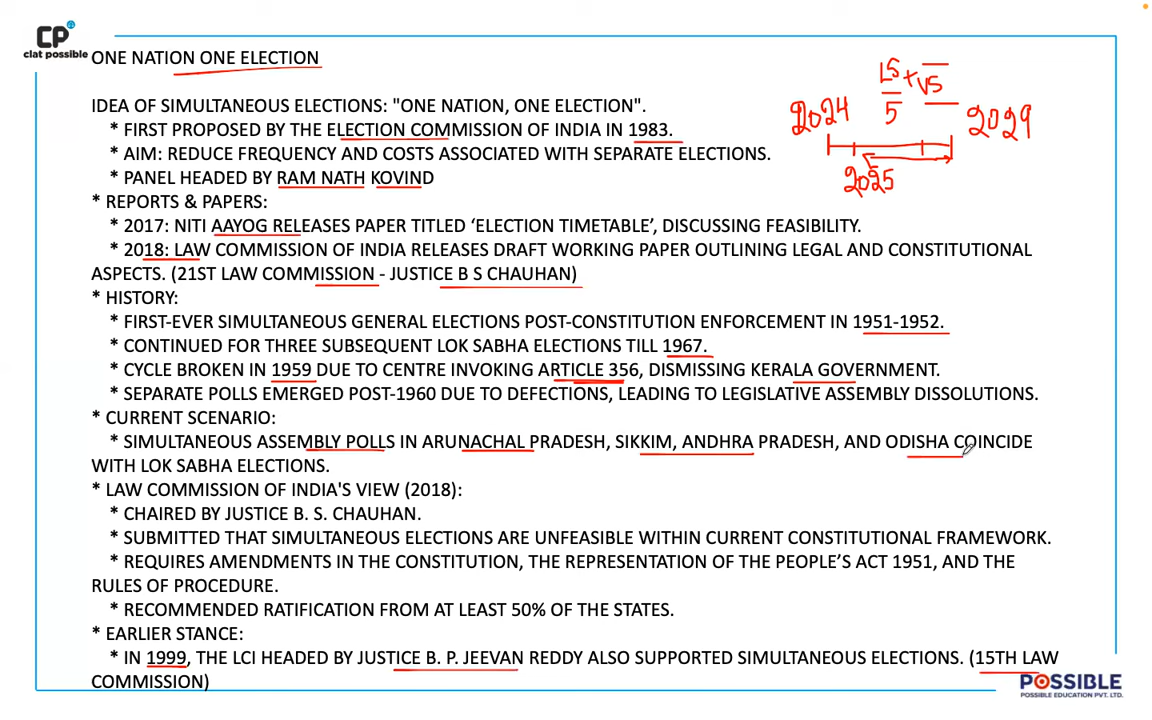 CP
clat possible
ONE NATION ONE ELECTION
LS + VS
5
2024
2029
2025
IDEA OF SIMULTANEOUS ELECTIONS: "ONE NATION, ONE ELECTION".
* FIRST PROPOSED BY THE ELECTION COMMISSION OF INDIA IN 1983.
* AIM: REDUCE FREQUENCY AND COSTS ASSOCIATED WITH SEPARATE ELECTIONS.
* PANEL HEADED BY RAM NATH KOVIND
* REPORTS & PAPERS:
* 2017: NITI AAYOG RELEASES PAPER TITLED ‘ELECTION TIMETABLE’, DISCUSSING FEASIBILITY.
* 2018: LAW COMMISSION OF INDIA RELEASES DRAFT WORKING PAPER OUTLINING LEGAL AND CONSTITUTIONAL
ASPECTS. (21ST LAW COMMISSION - JUSTICE B S CHAUHAN)
* HISTORY:
* FIRST-EVER SIMULTANEOUS GENERAL ELECTIONS POST-CONSTITUTION ENFORCEMENT IN 1951-1952.
* CONTINUED FOR THREE SUBSEQUENT LOK SABHA ELECTIONS TILL 1967.
* CYCLE BROKEN IN 1959 DUE TO CENTRE INVOKING ARTICLE 356, DISMISSING KERALA GOVERNMENT.
* SEPARATE POLLS EMERGED POST-1960 DUE TO DEFECTIONS, LEADING TO LEGISLATIVE ASSEMBLY DISSOLUTIONS.
* CURRENT SCENARIO:
* SIMULTANEOUS ASSEMBLY POLLS IN ARUNACHAL PRADESH, SIKKIM, ANDHRA PRADESH, AND ODISHA COINCIDE
WITH LOK SABHA ELECTIONS.
* LAW COMMISSION OF INDIA'S VIEW (2018):
* CHAIRED BY JUSTICE B. S. CHAUHAN.
* SUBMITTED THAT SIMULTANEOUS ELECTIONS ARE UNFEASIBLE WITHIN CURRENT CONSTITUTIONAL FRAMEWORK.
* REQUIRES AMENDMENTS IN THE CONSTITUTION, THE REPRESENTATION OF THE PEOPLE’S ACT 1951, AND THE
RULES OF PROCEDURE.
* RECOMMENDED RATIFICATION FROM AT LEAST 50% OF THE STATES.
* EARLIER STANCE:
* IN 1999, THE LCI HEADED BY JUSTICE B. P. JEEVAN REDDY ALSO SUPPORTED SIMULTANEOUS ELECTIONS. (15TH LAW
COMMISSION)
POSSIBLE
POSSIBLE EDUCATION PVT. LTD.